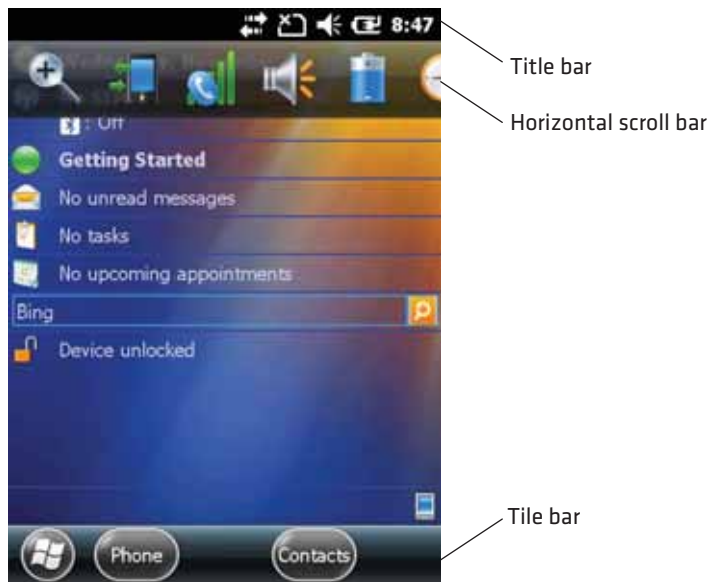 8:47
Title bar
Horizontal scroll bar
: Off
Getting Started
No unread messages
No tasks
No upcoming appointments
Bing
Device unlocked
Tile bar
Phone
Contacts